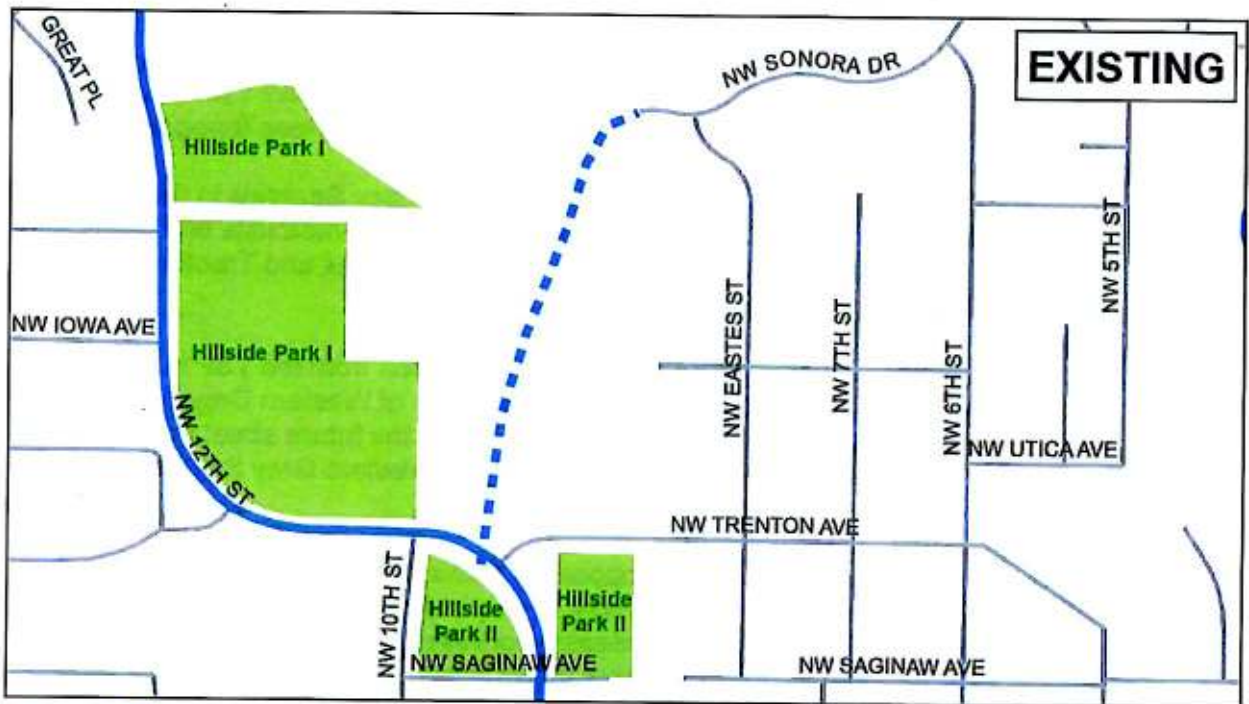 GREAT PL
NW SONORA DR
EXISTING
Hillside Park I
NW IOWA AVE
Hillside Park I
NW 12TH ST
NW EASTES ST
NW 7TH ST
NW 6TH ST
NW 5TH ST
NW UTICA AVE
NW TRENTON AVE
NW 10TH ST
Hillside
Park II
Hillside
Park II
NW SAGINAW AVE
NW SAGINAW AVE